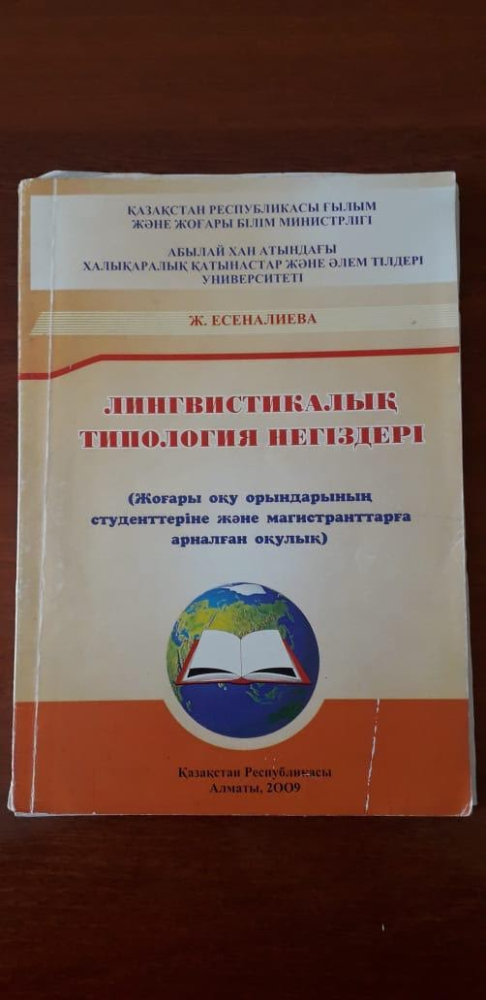 ҚАЗАҚСТАН РЕСПУБЛИКАСЫ ҒЫЛЫМ
ЖӘНЕ ЖОҒАРЫ БІЛІМ МИНИСТРЛІГІ
АБЫЛАЙ ХАН АТЫНДАҒЫ
ХАЛЫҚАРАЛЫҚ ҚАТЫНАСТАР ЖӘНЕ ӘЛЕМ ТІЛДЕРІ
УНИВЕРСИТЕТІ
Ж. ЕСЕНАЛИЕВА
ЛИНГВИСТИКАЛЫҚ
ТИПОЛОГИЯ НЕГІЗДЕРІ
(Жоғары оқу орындарының
студенттеріне және магистранттарға
арналған оқулық)
Қазақстан Республикасы
Алматы, 2009